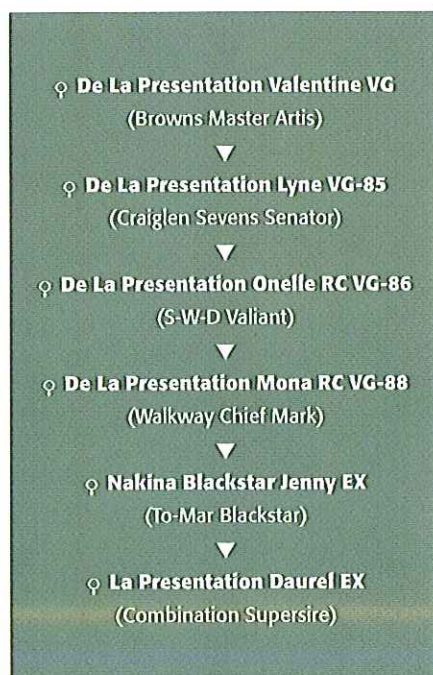 ♀ De La Presentation Valentine VG
(Browns Master Artis)
▼
♀ De La Presentation Lyne VG-85
(Craiglen Sevens Senator)
▼
♀ De La Presentation Onelle RC VG-86
(S-W-D Valiant)
▼
♀ De La Presentation Mona RC VG-88
(Walkway Chief Mark)
▼
♀ Nakina Blackstar Jenny EX
(To-Mar Blackstar)
▼
♀ La Presentation Daurel EX
(Combination Supersire)